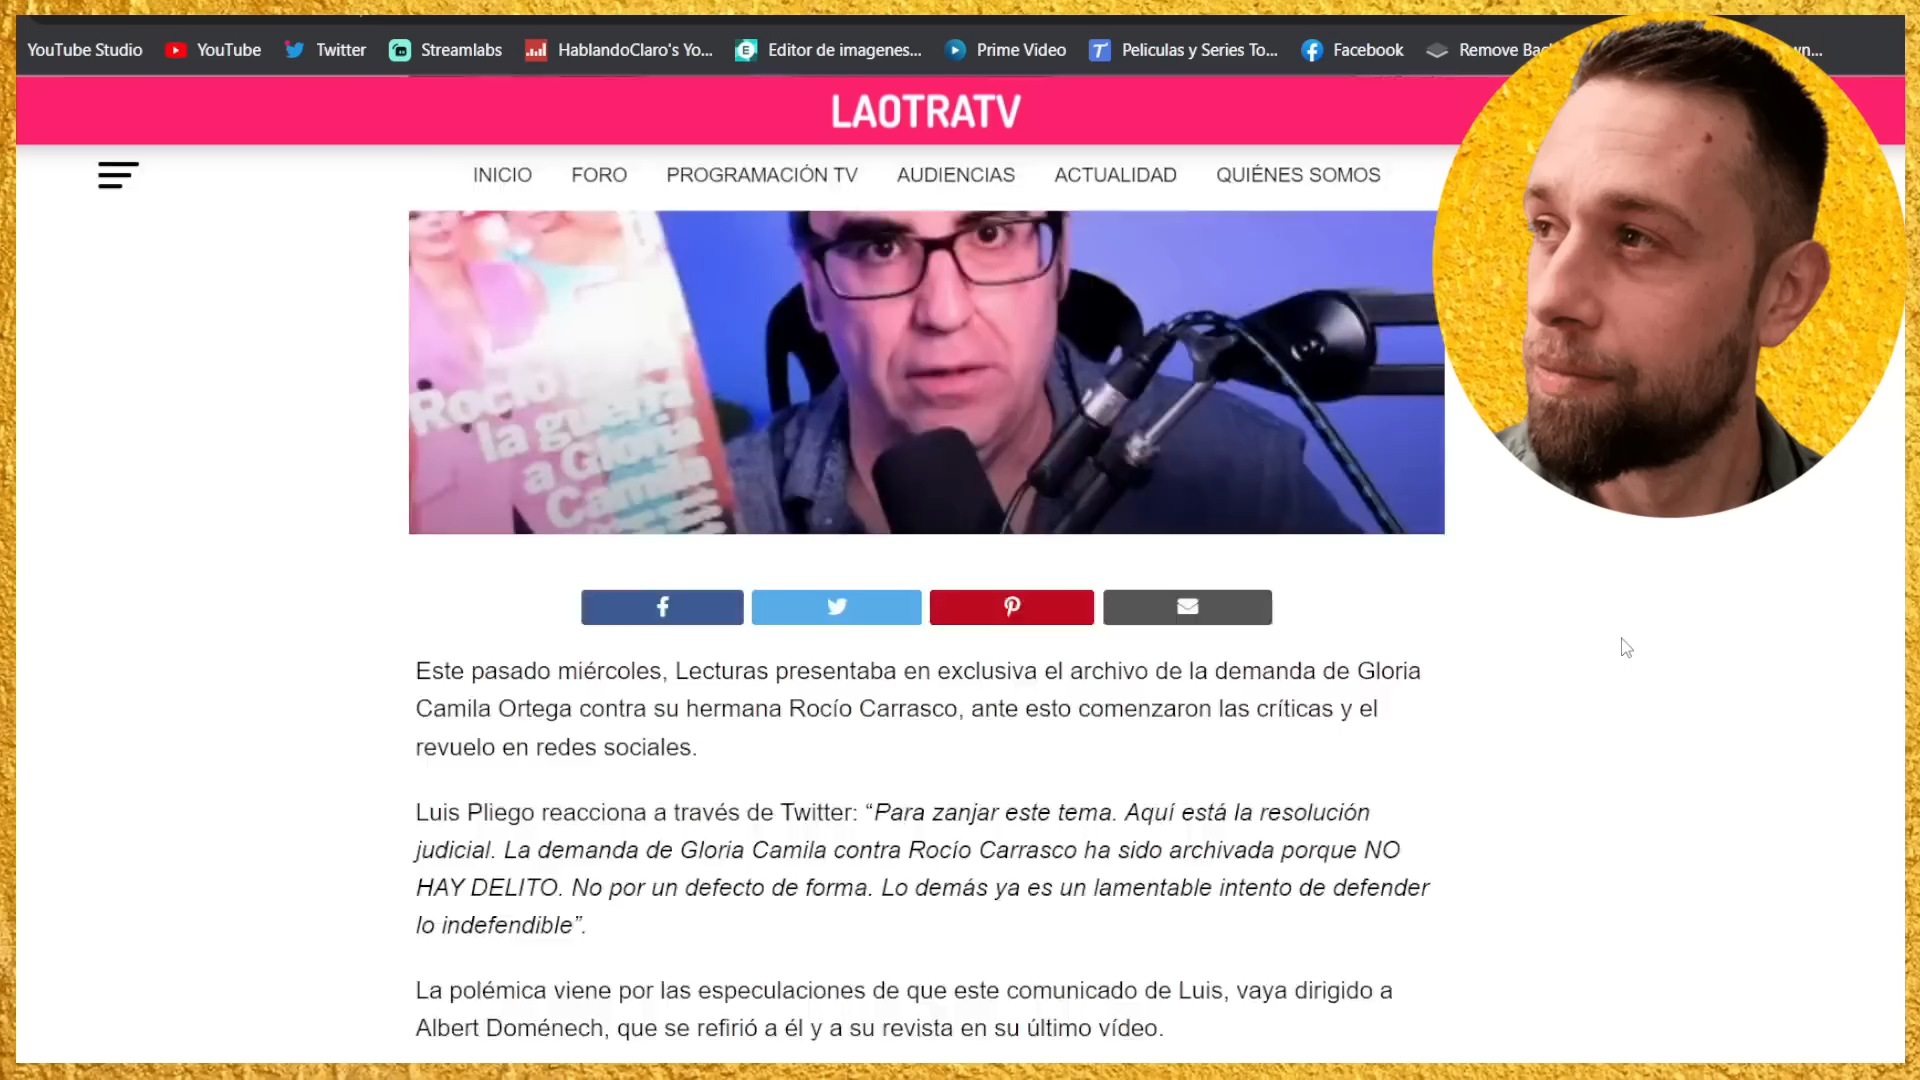 YouTube Studio YouTube Twitter Streamlabs HablandoClaro's Yo... Editor de imagenes... Prime Video Peliculas y Series To... Facebook Remove
LAOTRATV
INICIO FORO PROGRAMACIÓN TV AUDIENCIAS ACTUALIDAD QUIÉNES SOMOS
Rocío
la guerra
a Gloria
Camila
Este pasado miércoles, Lecturas presentaba en exclusiva el archivo de la demanda de Gloria
Camila Ortega contra su hermana Rocío Carrasco, ante esto comenzaron las críticas y el
revuelo en redes sociales.
Luis Pliego reacciona a través de Twitter: “Para zanjar este tema. Aquí está la resolución
judicial. La demanda de Gloria Camila contra Rocío Carrasco ha sido archivada porque NO
HAY DELITO. No por un defecto de forma. Lo demás ya es un lamentable intento de defender
lo indefendible”.
La polémica viene por las especulaciones de que este comunicado de Luis, vaya dirigido a
Albert Doménech, que se refirió a él y a su revista en su último vídeo.